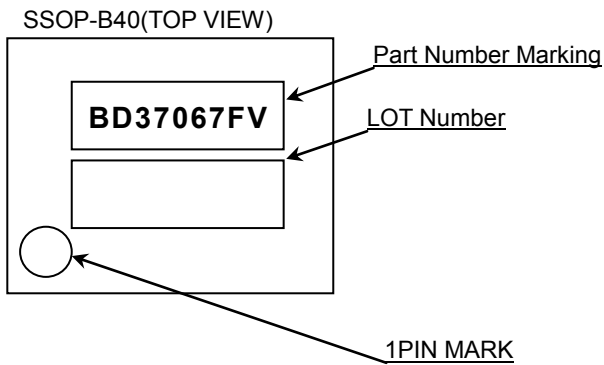 SSOP-B40(TOP VIEW)
Part Number Marking
BD37067FV
LOT Number
1PIN MARK